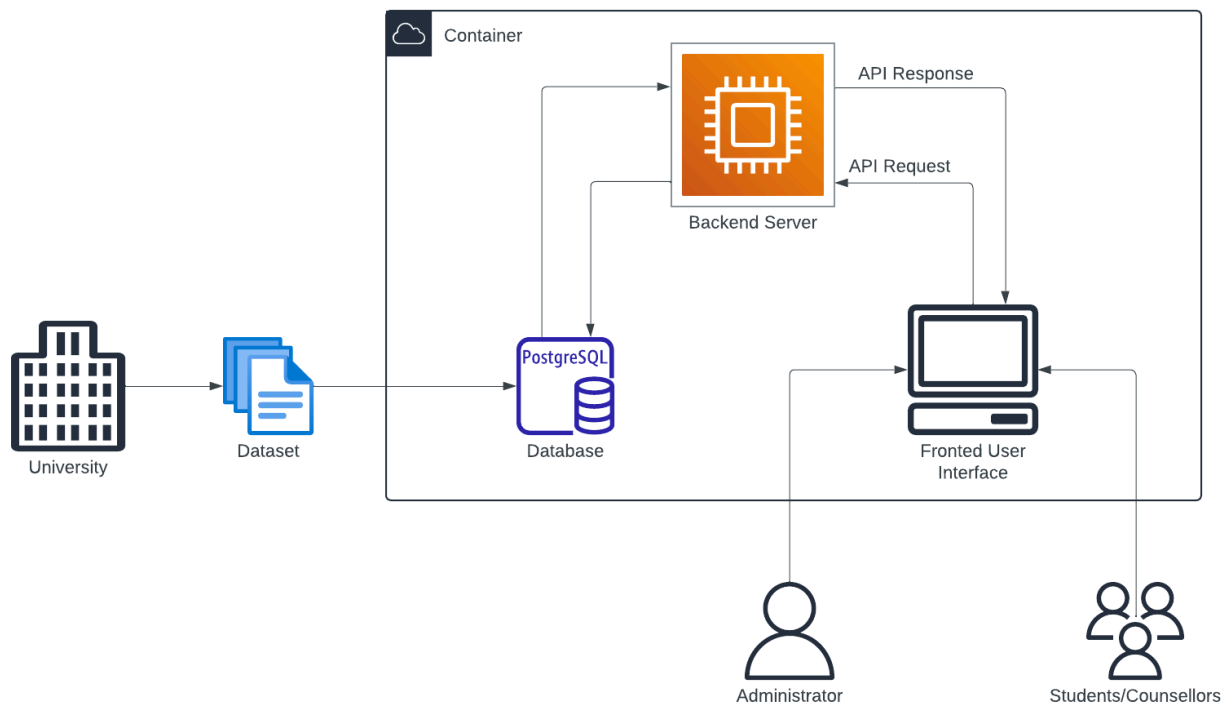 Container
API Response
API Request
Backend Server
PostgreSQL
University
Dataset
Database
Fronted User
Interface
Administrator
Students/Counsellors